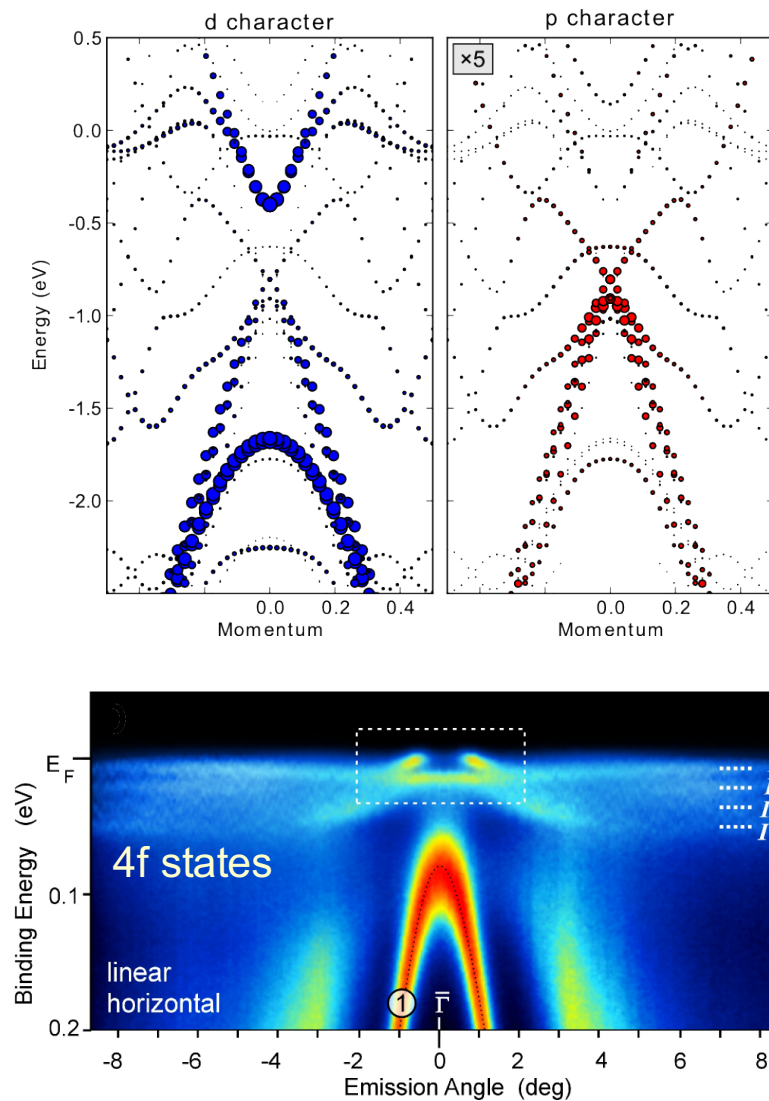 d character
p character
×5
0.5
0.0
-0.5
-1.0
-1.5
-2.0
Energy (eV)
0.0 0.2 0.4
0.0 0.2 0.4
Momentum
Momentum
E_F
0.1
0.2
Binding Energy (eV)
4f states
linear
horizontal
1
Γ̅
I
I
I
-8 -6 -4 -2 0 2 4 6 8
Emission Angle (deg)